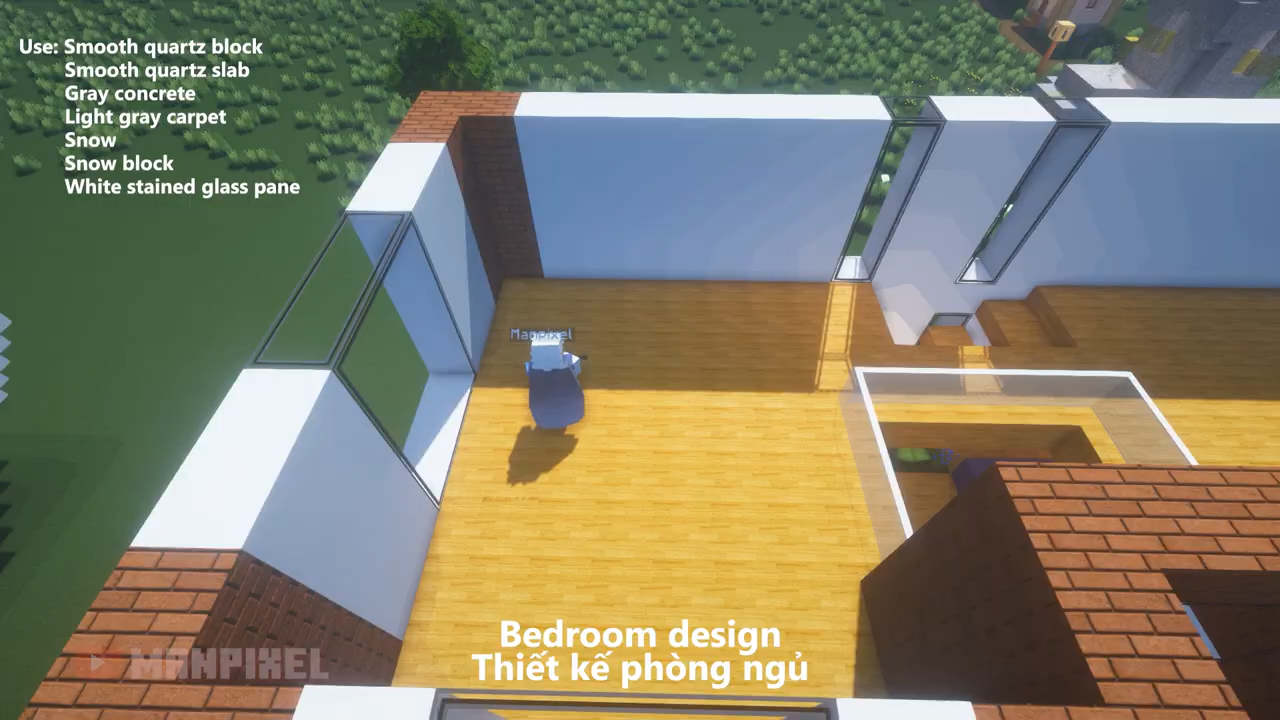 Use: Smooth quartz block
Smooth quartz slab
Gray concrete
Light gray carpet
Snow
Snow block
White stained glass pane
Manpixel
Bedroom design
Thiết kế phòng ngủ
MANPIXEL